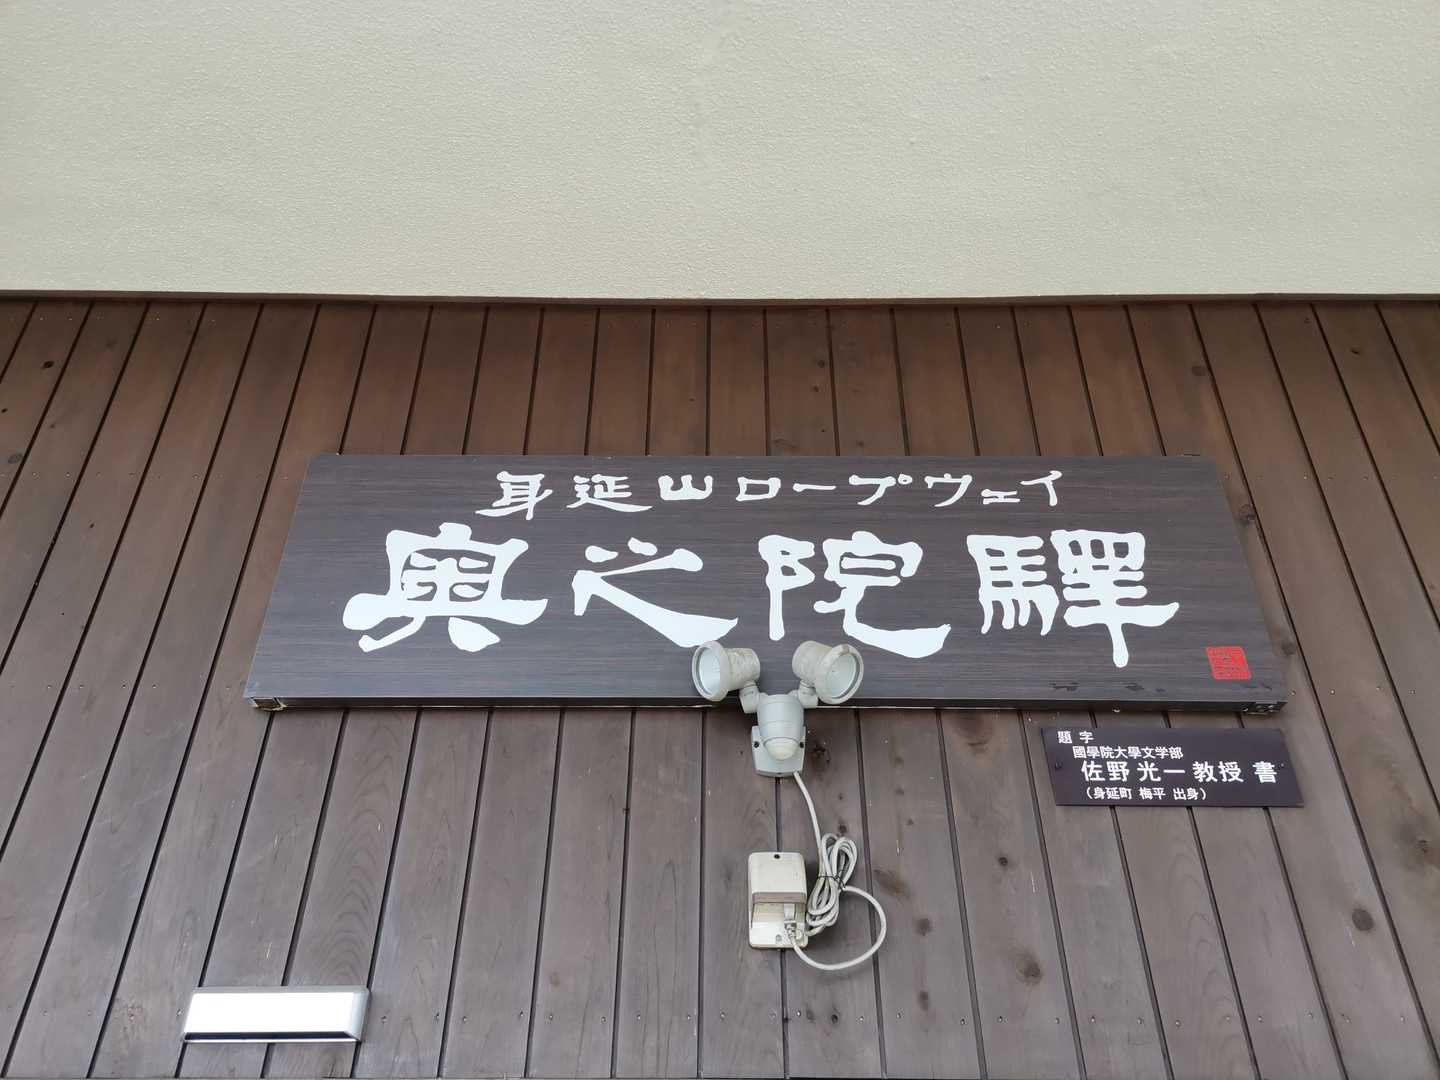 身延山ロープウェイ
奥之院驛
題字
國學院大學文学部
佐野光一教授 書
（身延町 梅平 出身）